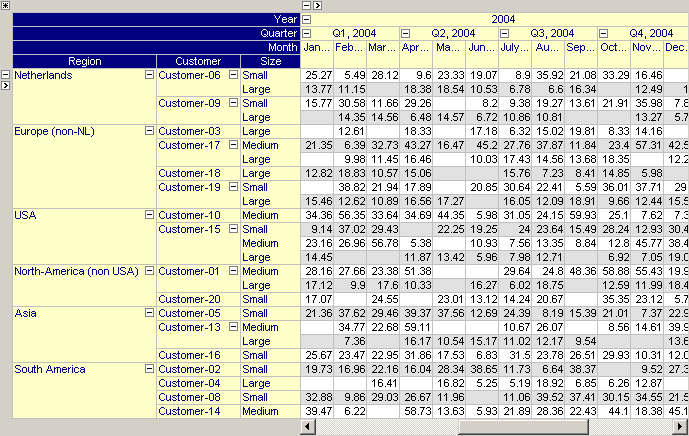 Year 2004
Quarter Q1, 2004 Q2, 2004 Q3, 2004 Q4, 2004
Month Jan... Feb... Mar... Apr... Ma... Jun... July... Au... Sep... Oct... Nov... Dec.
Region Customer Size
Netherlands Customer-06 Small 25.27 5.49 28.12 9.6 23.33 19.07 8.9 35.92 21.08 33.29 16.46
Large 13.77 11.15 18.38 18.54 10.53 6.78 6.6 16.34 12.49 1
Customer-09 Small 15.77 30.58 11.66 29.26 8.2 9.38 19.27 13.61 21.91 35.98 7.8
Large 14.35 14.56 6.48 14.57 6.72 10.86 10.81 13.27 5.7
Europe (non-NL) Customer-03 Large 12.61 18.33 17.18 6.32 15.02 19.81 8.33 14.16
Customer-17 Medium 21.35 6.39 32.73 43.27 16.47 45.2 27.76 37.87 11.84 23.4 57.31 42.5
Large 9.98 11.45 16.46 10.03 17.43 14.56 13.68 18.35 12.2
Customer-18 Large 12.82 18.83 10.57 15.06 15.76 7.23 8.41 14.85 5.98
Customer-19 Small 38.82 21.94 17.89 20.85 30.64 22.41 5.59 36.01 37.71 29
Large 15.46 12.62 10.89 16.56 17.27 16.05 12.09 18.91 9.66 12.44 15.5
USA Customer-10 Medium 34.36 56.35 33.64 34.69 44.35 5.98 31.05 24.15 59.93 25.1 7.62 7.3
Customer-15 Small 9.14 37.02 29.43 22.25 19.25 24 23.64 15.49 28.24 12.93 30.4
Medium 23.16 26.96 56.78 5.38 10.93 7.56 13.35 8.84 12.8 45.77 38.4
Large 14.45 11.87 13.42 5.96 7.98 12.71 6.92 7.05 19.0
North-America (non USA) Customer-01 Medium 28.16 27.66 23.38 51.38 29.64 24.8 48.36 58.88 55.43 19.9
Large 17.12 9.9 17.6 10.33 16.27 6.02 18.75 12.59 11.99 18.4
Customer-20 Small 17.07 24.55 23.01 13.12 14.24 20.67 35.35 23.12 5.7
Asia Customer-05 Small 21.36 37.62 29.46 39.37 37.56 12.69 24.39 8.19 15.39 21.01 7.37 22.9
Customer-13 Medium 34.77 22.68 59.11 10.67 26.07 8.56 14.61 39.9
Large 7.36 16.17 10.54 15.17 11.02 12.17 9.54 13.6
Customer-16 Small 25.67 23.47 22.95 31.86 17.53 6.83 31.5 23.78 26.51 29.93 10.31 12.0
South America Customer-02 Small 19.73 16.96 22.16 16.04 28.34 38.65 11.73 6.64 38.37 9.52 27.3
Customer-04 Large 16.41 16.82 5.25 5.19 18.92 6.85 6.26 12.87
Customer-08 Small 32.88 9.86 29.03 26.67 11.96 11.06 39.52 37.41 30.15 34.55 21.5
Customer-14 Medium 39.47 6.22 58.73 13.63 5.93 21.89 28.36 22.43 44.1 18.38 45.1